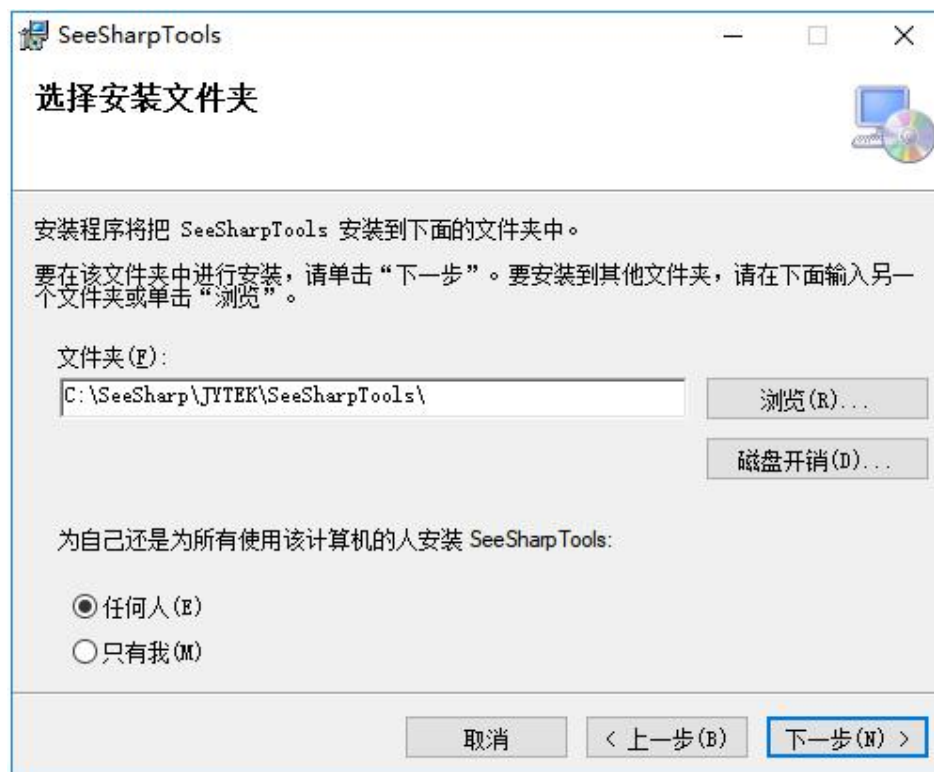 SeeSharpTools
选择安装文件夹
安装程序将把 SeeSharpTools 安装到下面的文件夹中。
要在该文件夹中进行安装，请单击“下一步”。要安装到其他文件夹，请在下面输入另一
个文件夹或单击“浏览”。
文件夹(F):
C:\SeeSharp\JYTEK\SeeSharpTools\
浏览(R)...
磁盘开销(D)...
为自己还是为所有使用该计算机的人安装 SeeSharpTools:
任何人(E)
只有我(M)
取消
< 上一步(B)
下一步(N) >